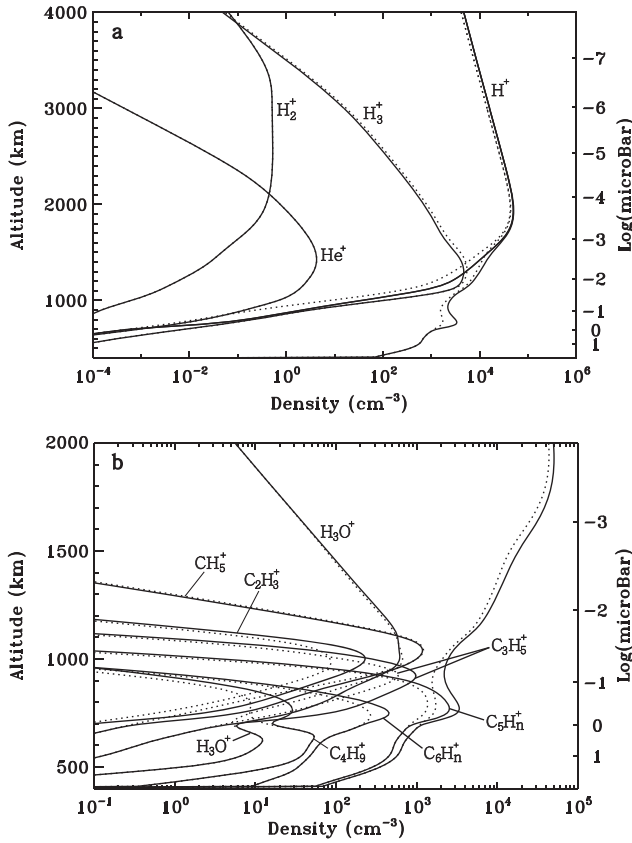 a
4000
3000
2000
1000
Altitude (km)
H₂⁺
H₃⁺
H⁺
He⁺
-7
-6
-5
-4
-3
-2
-1
0
1
Log(microBar)
10⁻⁴ 10⁻² 10⁰ 10² 10⁴ 10⁶
Density (cm⁻³)
b
2000
1500
1000
500
Altitude (km)
H₃O⁺
CH₅⁺
C₂H₃⁺
C₃H₅⁺
C₅Hₙ⁺
H₃O⁺
C₄H₉⁺
C₆Hₙ⁺
-3
-2
-1
0
1
Log(microBar)
10⁻¹ 10⁰ 10¹ 10² 10³ 10⁴ 10⁵
Density (cm⁻³)